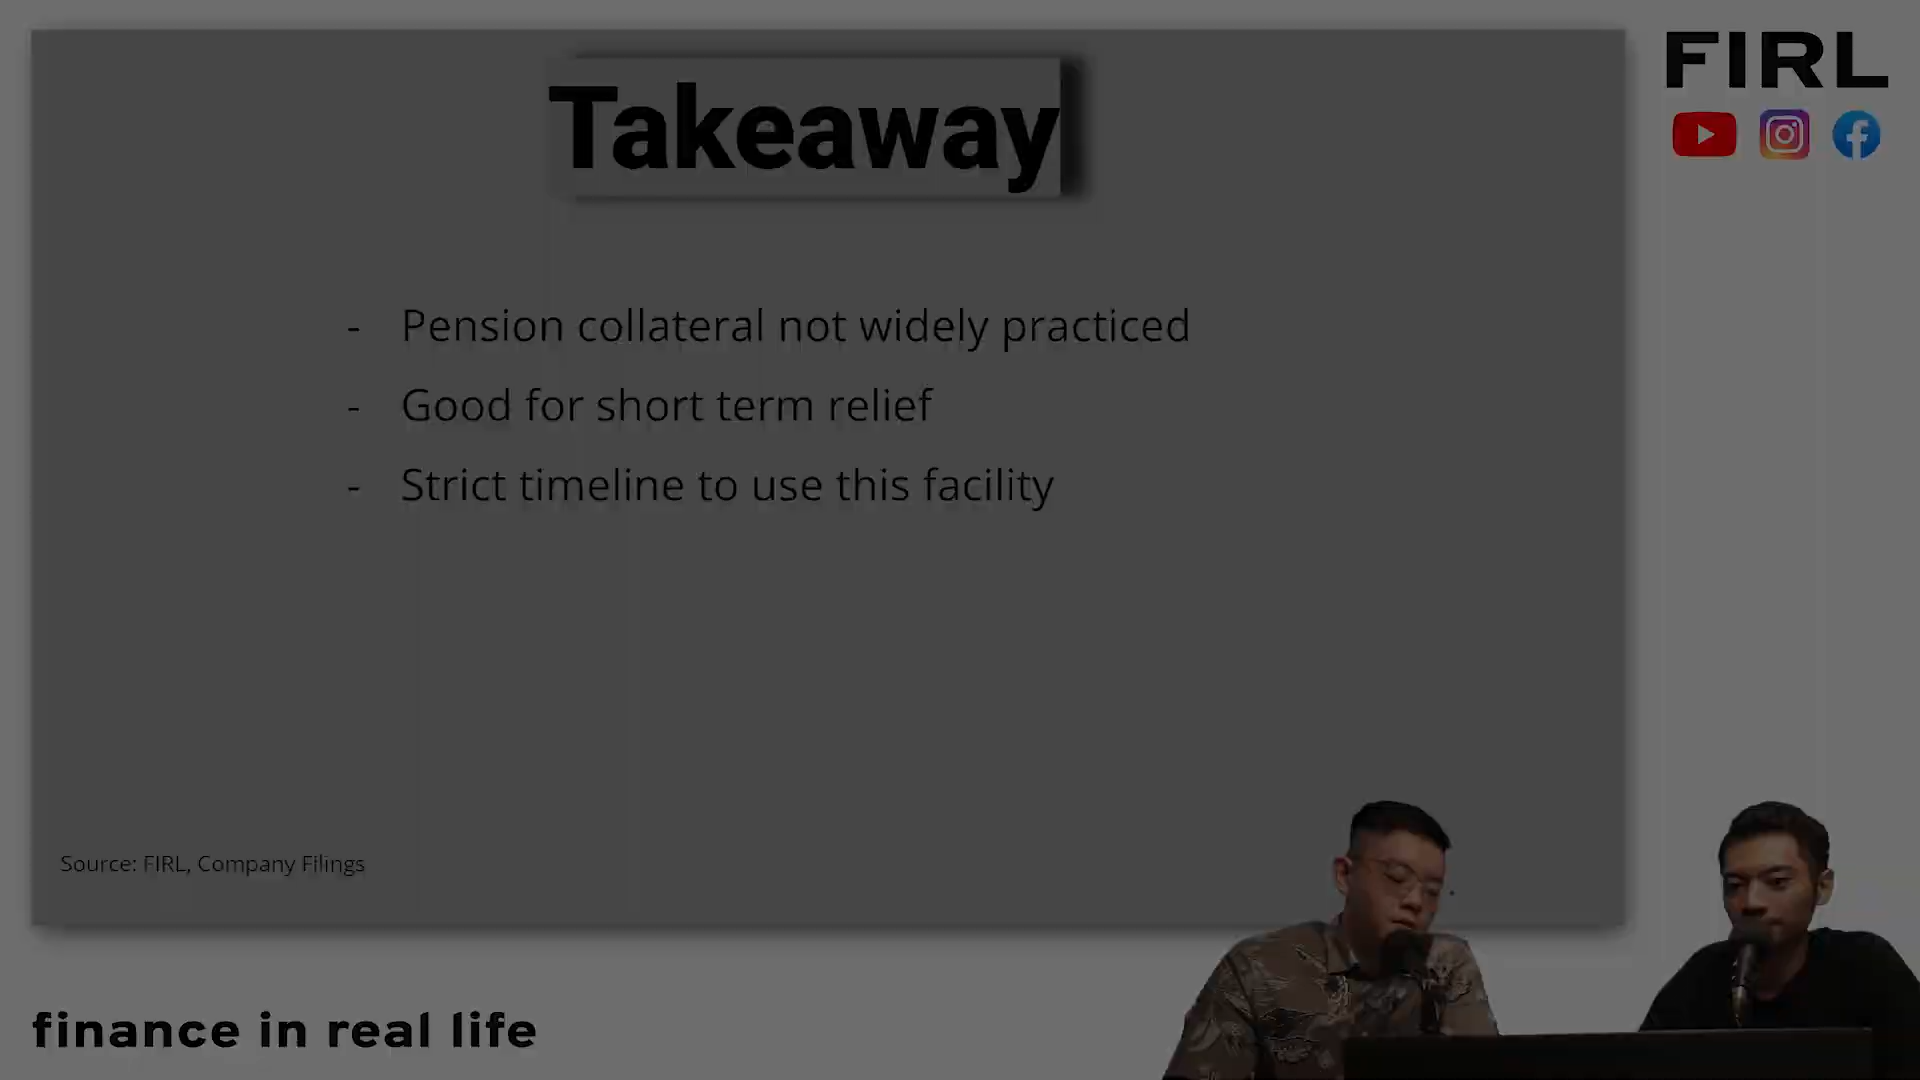 Takeaway
FIRL
- Pension collateral not widely practiced
- Good for short term relief
- Strict timeline to use this facility
Source: FIRL, Company Filings
finance in real life